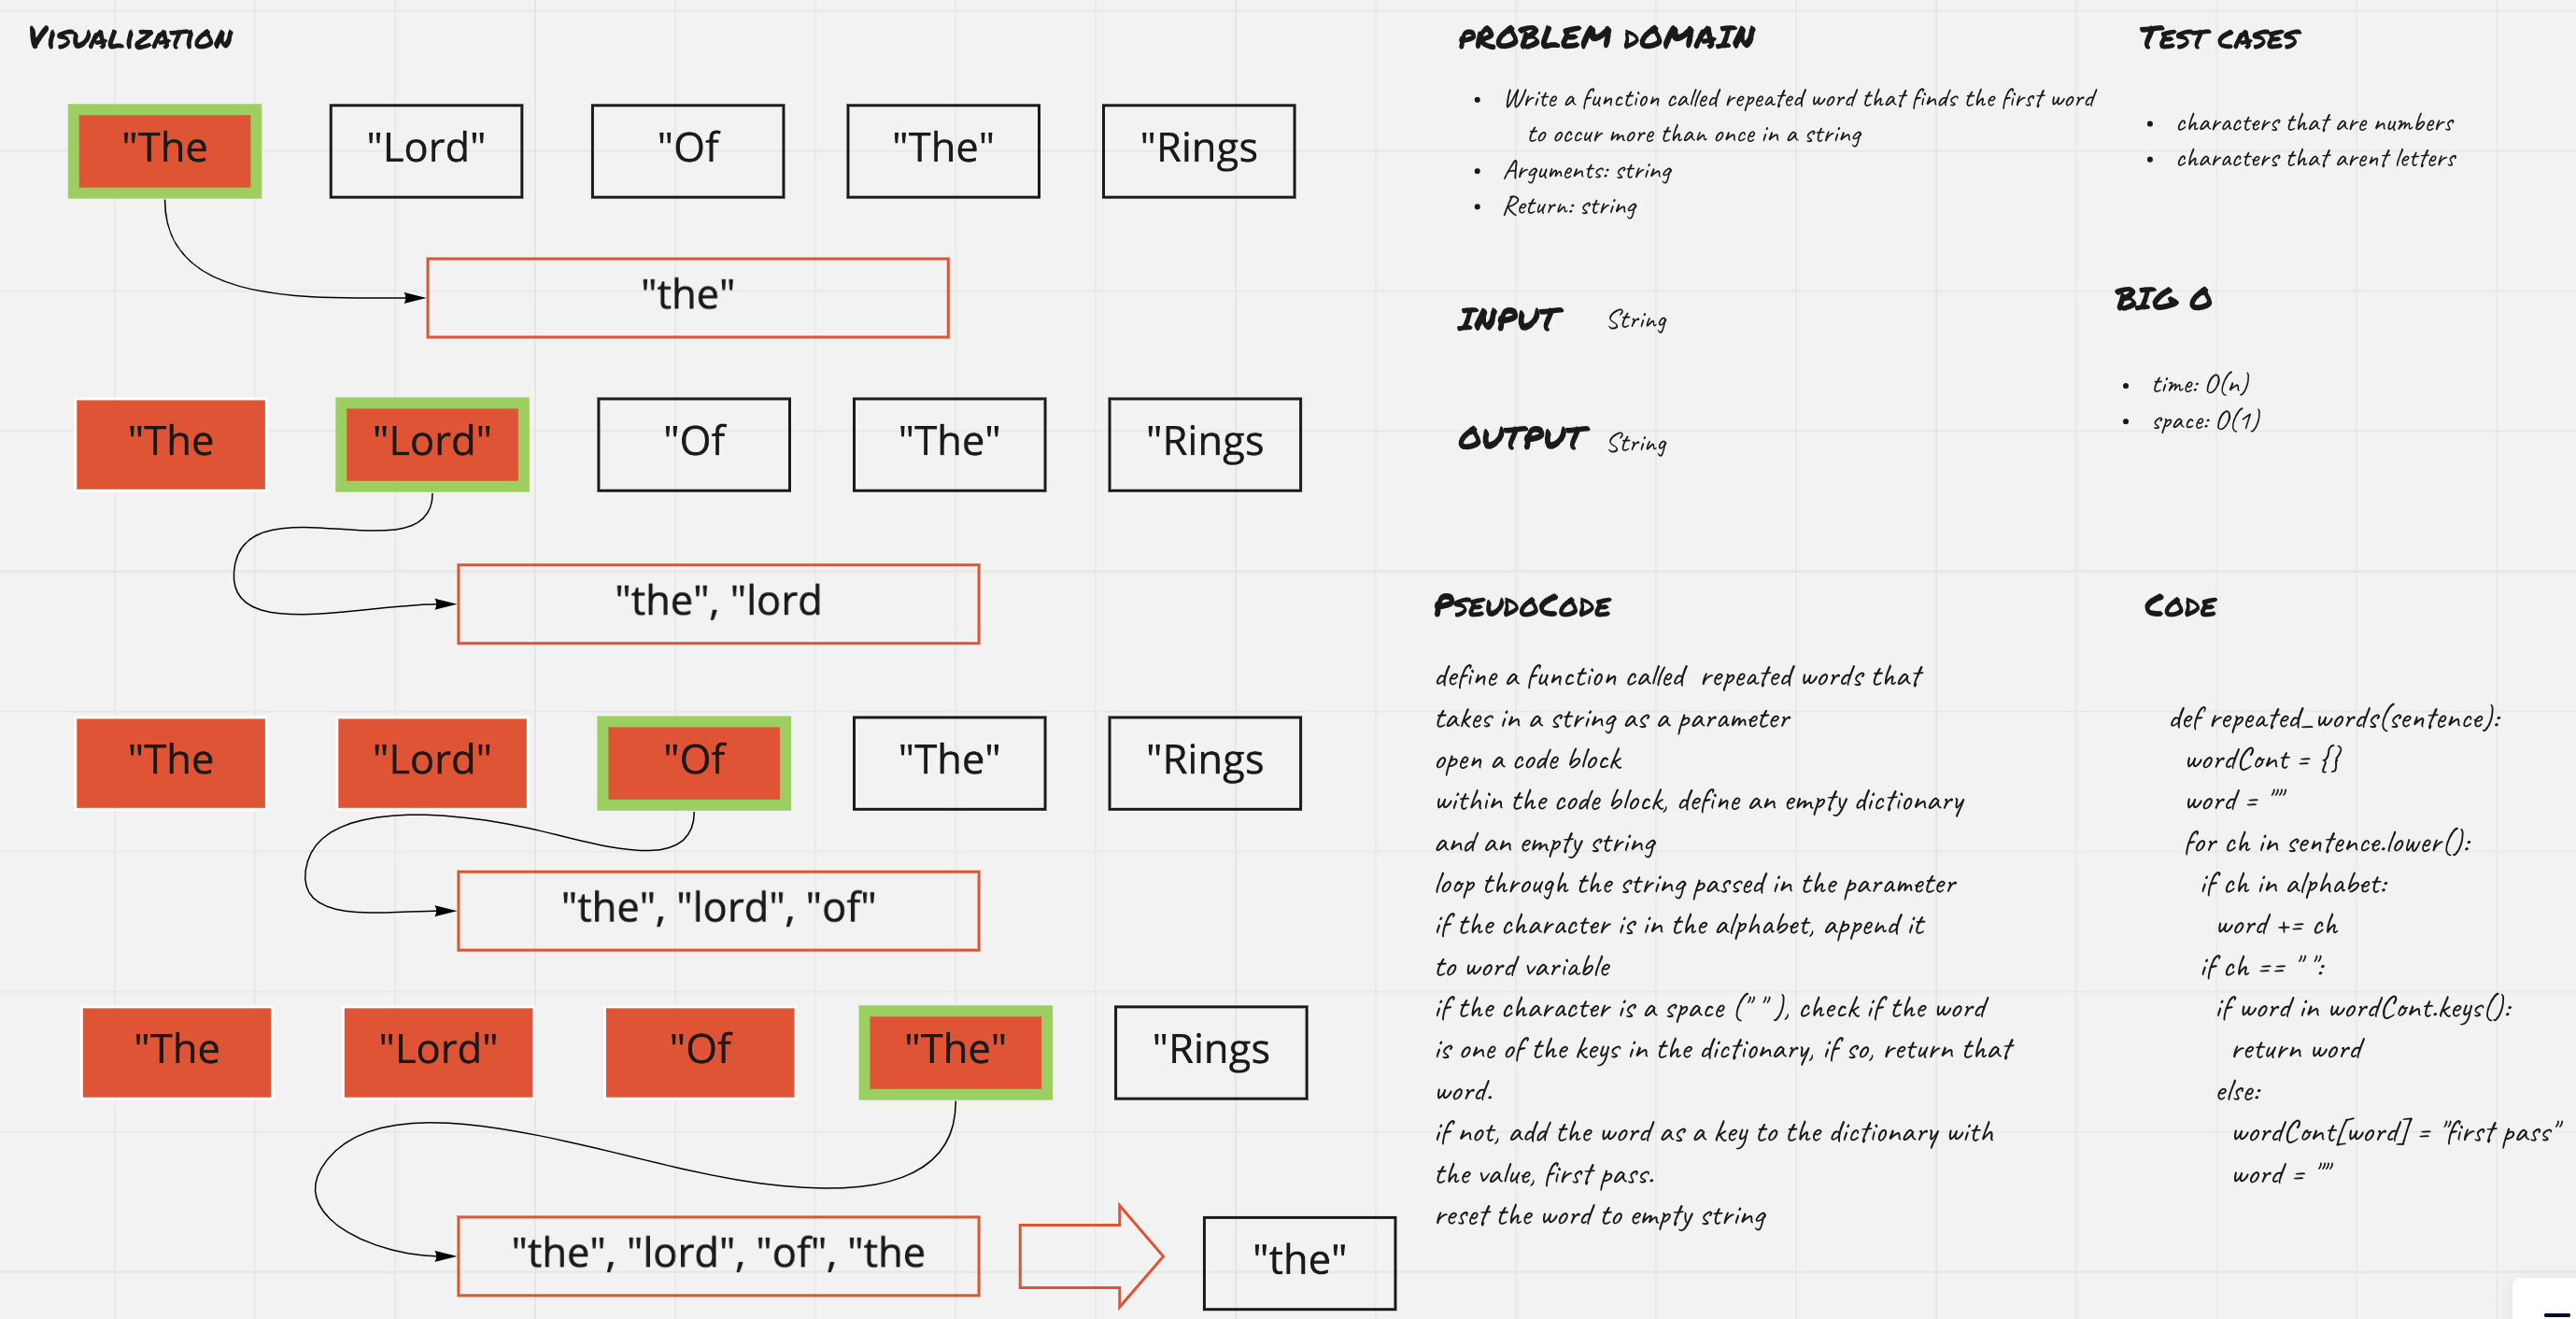 Visualization
"The "Lord" "Of "The" "Rings
"the"
"The "Lord" "Of "The" "Rings
"the", "lord
"The "Lord" "Of "The" "Rings
"the", "lord", "of"
"The "Lord" "Of "The" "Rings
"the", "lord", "of", "the
"the"
pROBLEM dOMAIN
• Write a function called repeated word that finds the first word
to occur more than once in a string
• Arguments: string
• Return: string
INPUT String
OUTPUT String
Test cases
• characters that are numbers
• characters that arent letters
BIG O
• time: O(n)
• space: O(1)
PseudoCode
define a function called  repeated words that
takes in a string as a parameter
open a code block
within the code block, define an empty dictionary
and an empty string
loop through the string passed in the parameter
if the character is in the alphabet, append it
to word variable
if the character is a space (" " ), check if the word
is one of the keys in the dictionary, if so, return that
word.
if not, add the word as a key to the dictionary with
the value, first pass.
reset the word to empty string
Code
def repeated_words(sentence):
wordCont = {}
word = ""
for ch in sentence.lower():
if ch in alphabet:
word += ch
if ch == " ":
if word in wordCont.keys():
return word
else:
wordCont[word] = "first pass"
word = ""